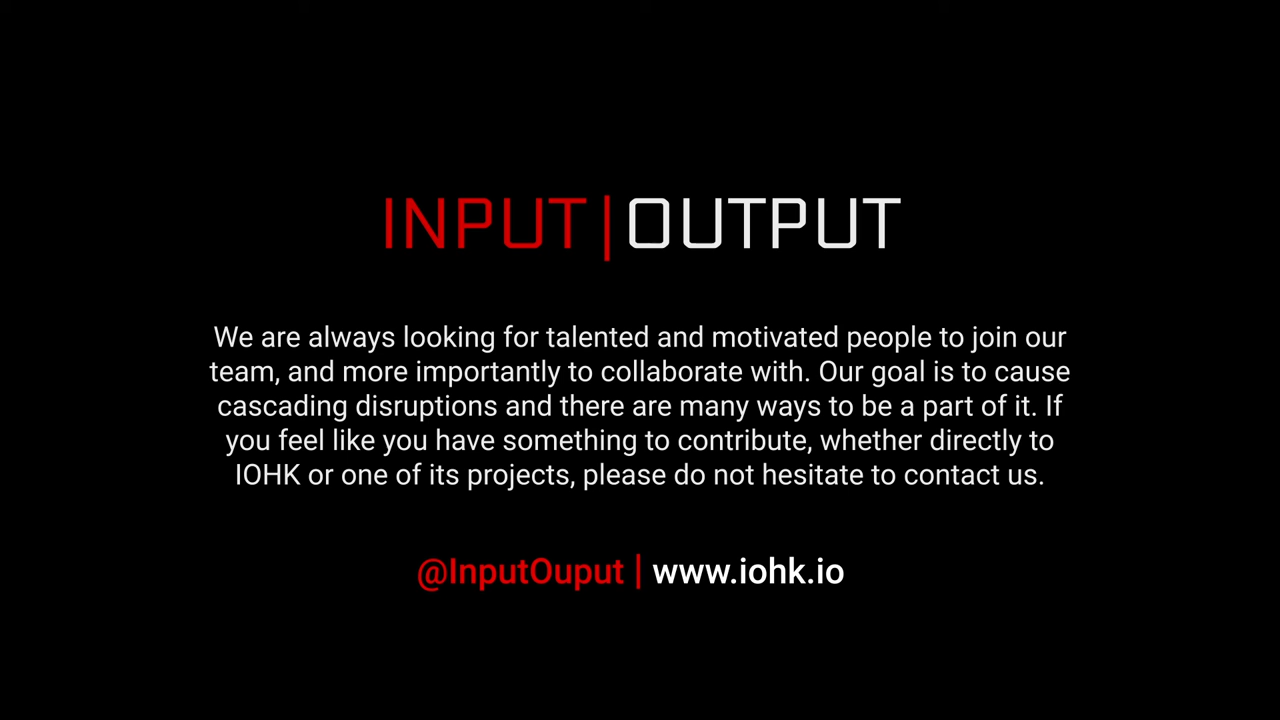 INPUT|OUTPUT
We are always looking for talented and motivated people to join our
team, and more importantly to collaborate with. Our goal is to cause
cascading disruptions and there are many ways to be a part of it. If
you feel like you have something to contribute, whether directly to
IOHK or one of its projects, please do not hesitate to contact us.
@InputOuput | www.iohk.io